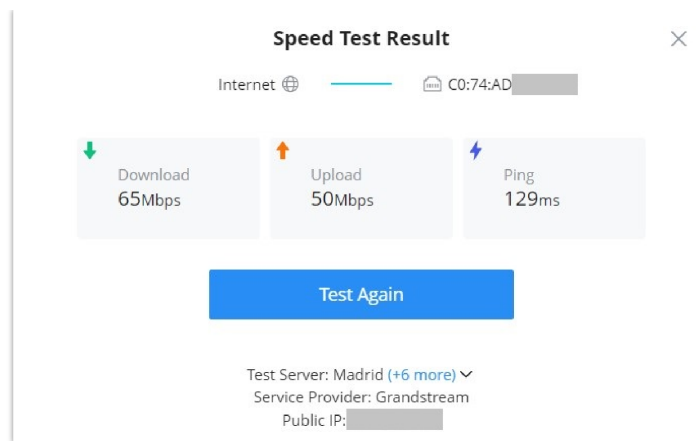 Speed Test Result
Internet C0:74:AD
Download Upload Ping
65Mbps 50Mbps 129ms
Test Again
Test Server: Madrid (+6 more)
Service Provider: Grandstream
Public IP: